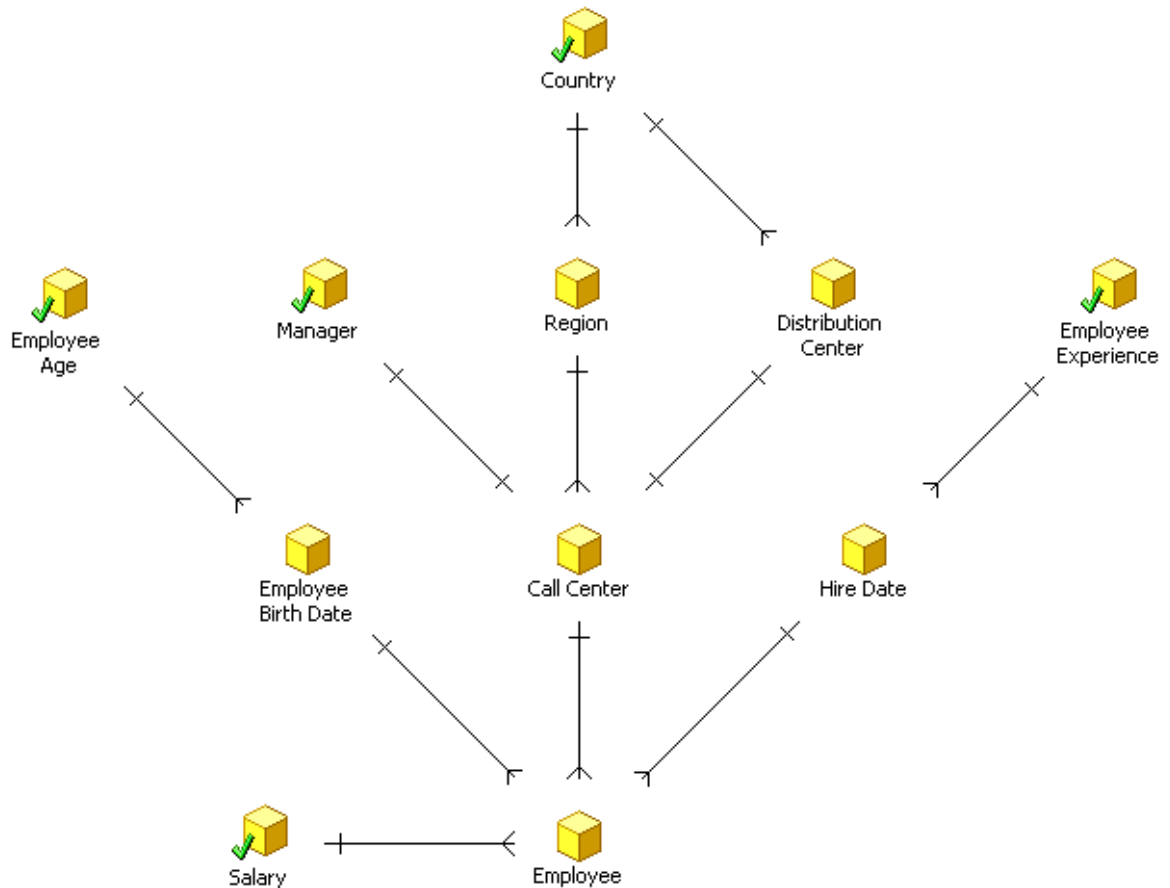 Country
Employee
Age
Manager
Region
Distribution
Center
Employee
Experience
Employee
Birth Date
Call Center
Hire Date
Salary
Employee